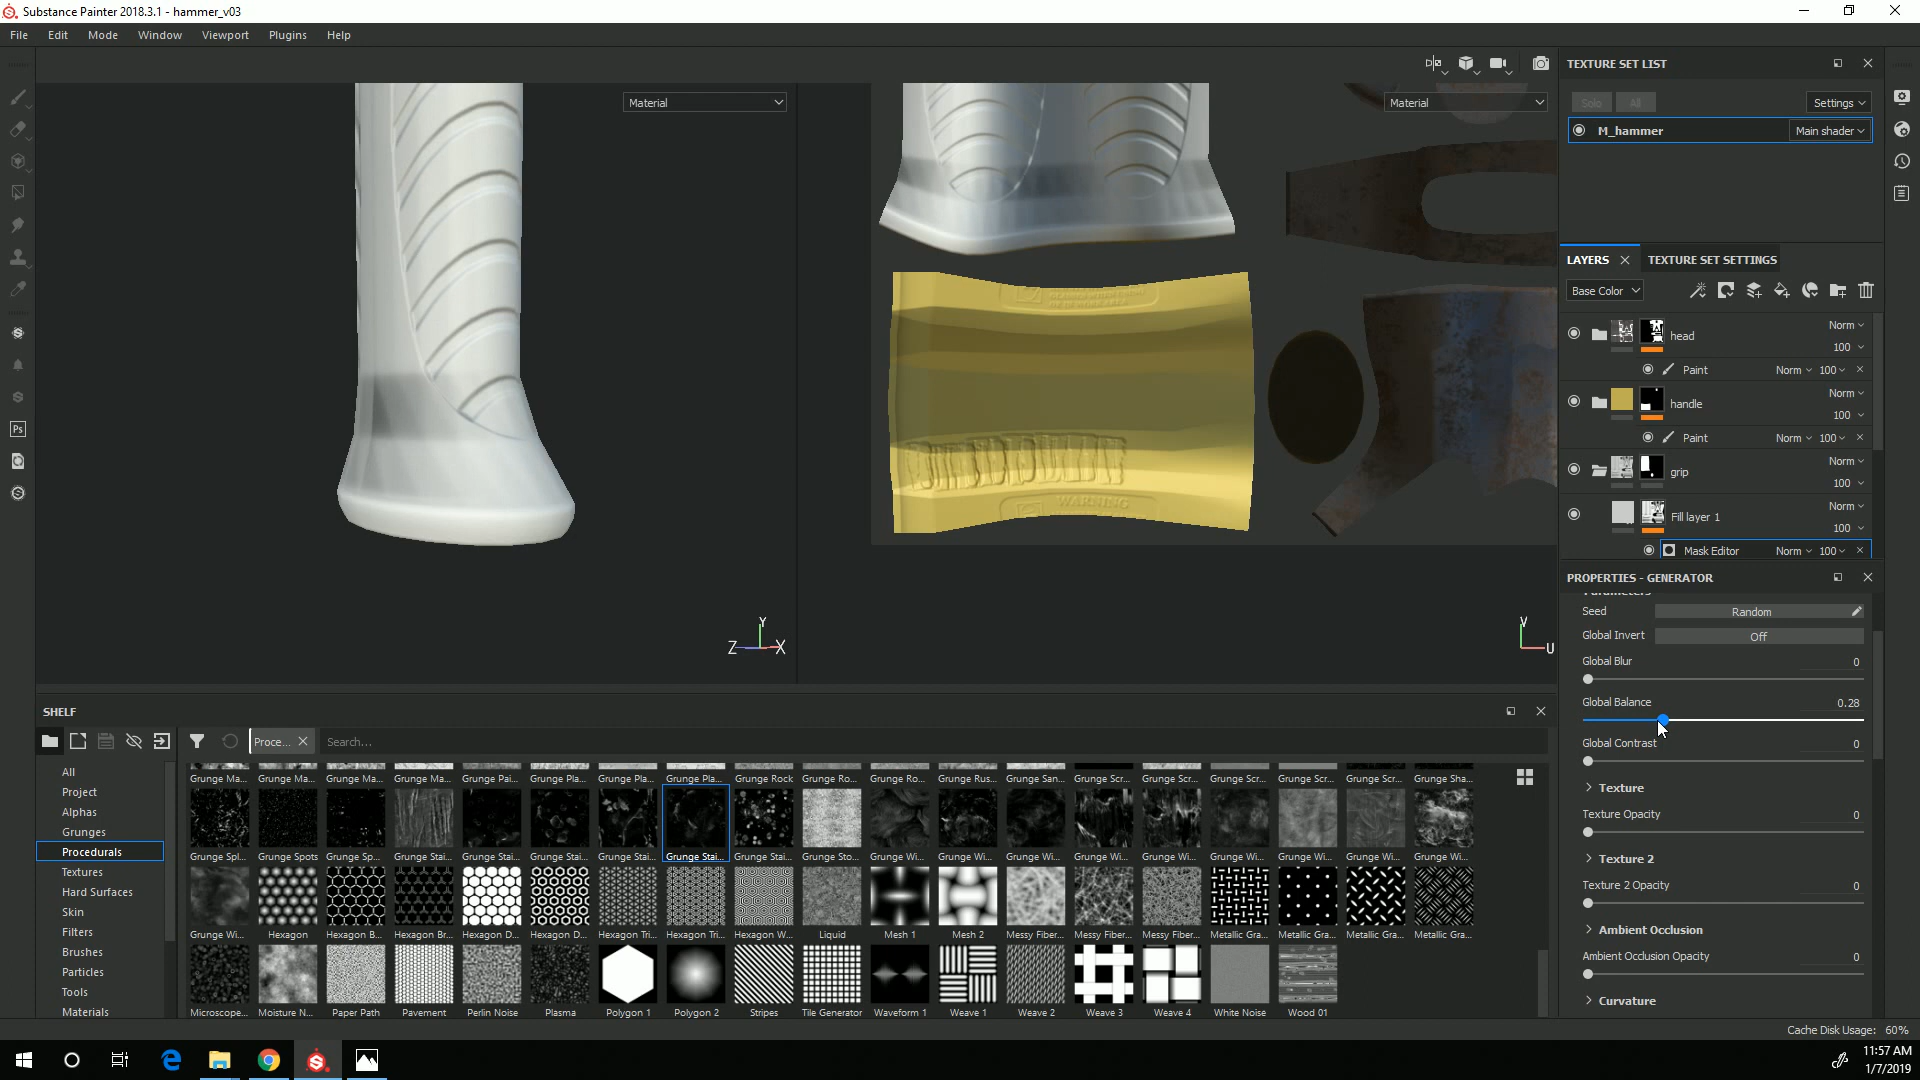 Substance Painter 2018.3.1 - hammer_v03
File Edit Mode Window Viewport Plugins Help
Material
Material
TEXTURE SET LIST
Solo All Settings
M_hammer Main shader
LAYERS TEXTURE SET SETTINGS
Base Color
head Norm
100
Paint Norm 100
handle Norm
100
Paint Norm 100
grip Norm
100
Fill layer 1 Norm
100
Mask Editor Norm 100
PROPERTIES - GENERATOR
Parameters
Seed Random
Global Invert Off
Global Blur 0
Global Balance 0.28
Global Contrast 0
Texture
Texture Opacity 0
Texture 2
Texture 2 Opacity 0
Ambient Occlusion
Ambient Occlusion Opacity 0
Curvature
WARNING
Y
Z X
V
U
Ps
SHELF
Proce... Search...
All
Project
Alphas
Grunges
Procedurals
Textures
Hard Surfaces
Skin
Filters
Brushes
Particles
Tools
Materials
Grunge Ma... Grunge Ma... Grunge Ma... Grunge Ma... Grunge Pai... Grunge Pla... Grunge Pla... Grunge Pla... Grunge Rock Grunge Ro... Grunge Ro... Grunge Rus... Grunge San... Grunge Scr... Grunge Scr... Grunge Scr... Grunge Scr... Grunge Scr... Grunge Sha...
Grunge Spl... Grunge Spots Grunge Sp... Grunge Stai... Grunge Stai... Grunge Stai... Grunge Stai... Grunge Stai... Grunge Stai... Grunge Sto... Grunge Wi... Grunge Wi... Grunge Wi... Grunge Wi... Grunge Wi... Grunge Wi... Grunge Wi... Grunge Wi... Grunge Wi...
Grunge Wi... Hexagon Hexagon B... Hexagon Br... Hexagon D... Hexagon D... Hexagon Tri... Hexagon Tri... Hexagon W... Liquid Mesh 1 Mesh 2 Messy Fiber... Messy Fiber... Messy Fiber... Metallic Gra... Metallic Gra... Metallic Gra... Metallic Gra...
Microscope... Moisture N... Paper Path Pavement Perlin Noise Plasma Polygon 1 Polygon 2 Stripes Tile Generator Waveform 1 Weave 1 Weave 2 Weave 3 Weave 4 White Noise Wood 01
Cache Disk Usage: 60%
11:57 AM
1/7/2019